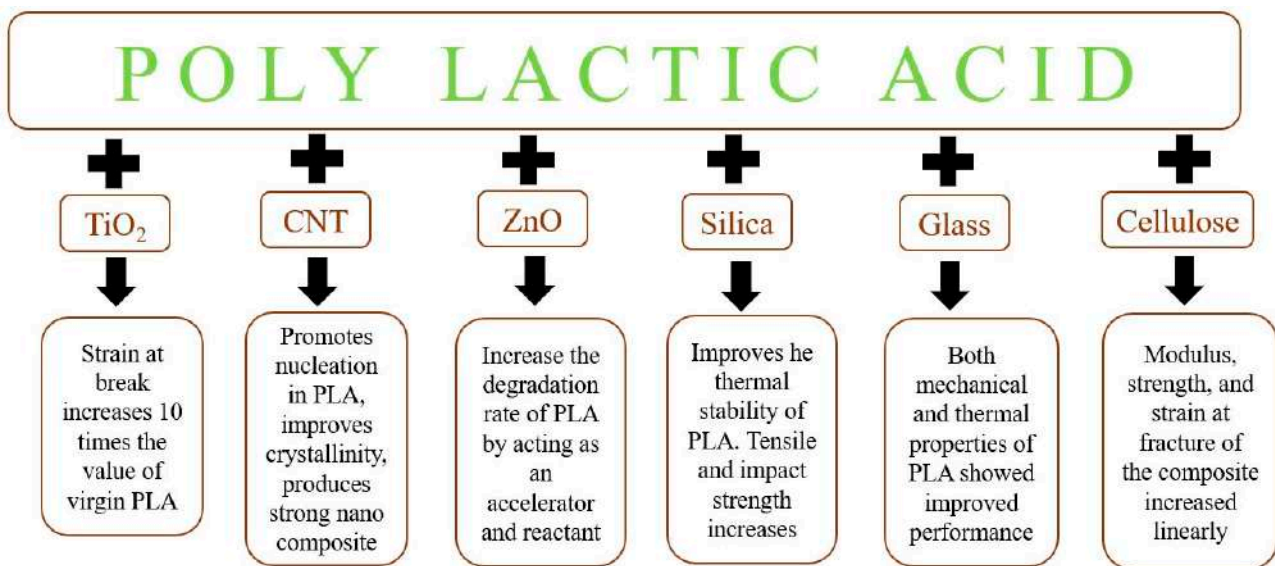 POLY LACTIC ACID
TiO₂
CNT
ZnO
Silica
Glass
Cellulose
Strain at
break
increases 10
times the
value of
virgin PLA
Promotes
nucleation
in PLA,
improves
crystallinity,
produces
strong nano
composite
Increase the
degradation
rate of PLA
by acting as
an
accelerator
and reactant
Improves he
thermal
stability of
PLA. Tensile
and impact
strength
increases
Both
mechanical
and thermal
properties of
PLA showed
improved
performance
Modulus,
strength, and
strain at
fracture of
the composite
increased
linearly